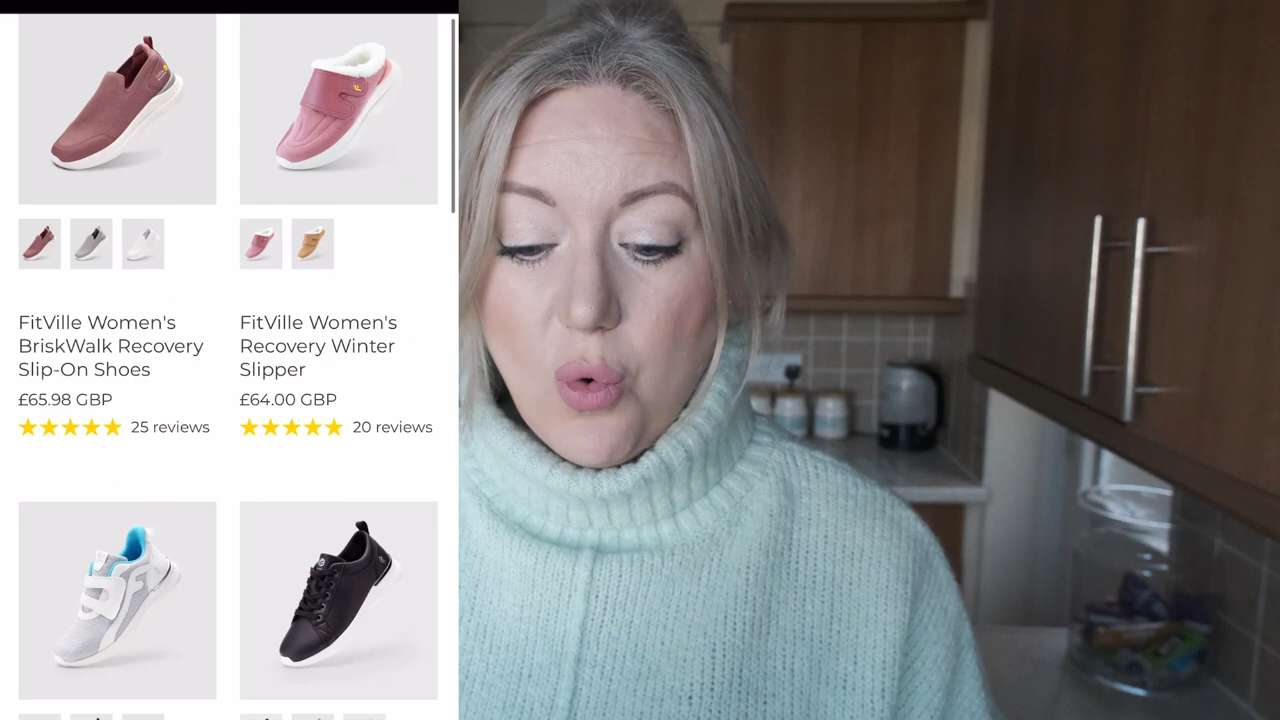 FitVille Women's
BriskWalk Recovery
Slip-On Shoes
£65.98 GBP
25 reviews
FitVille Women's
Recovery Winter
Slipper
£64.00 GBP
20 reviews